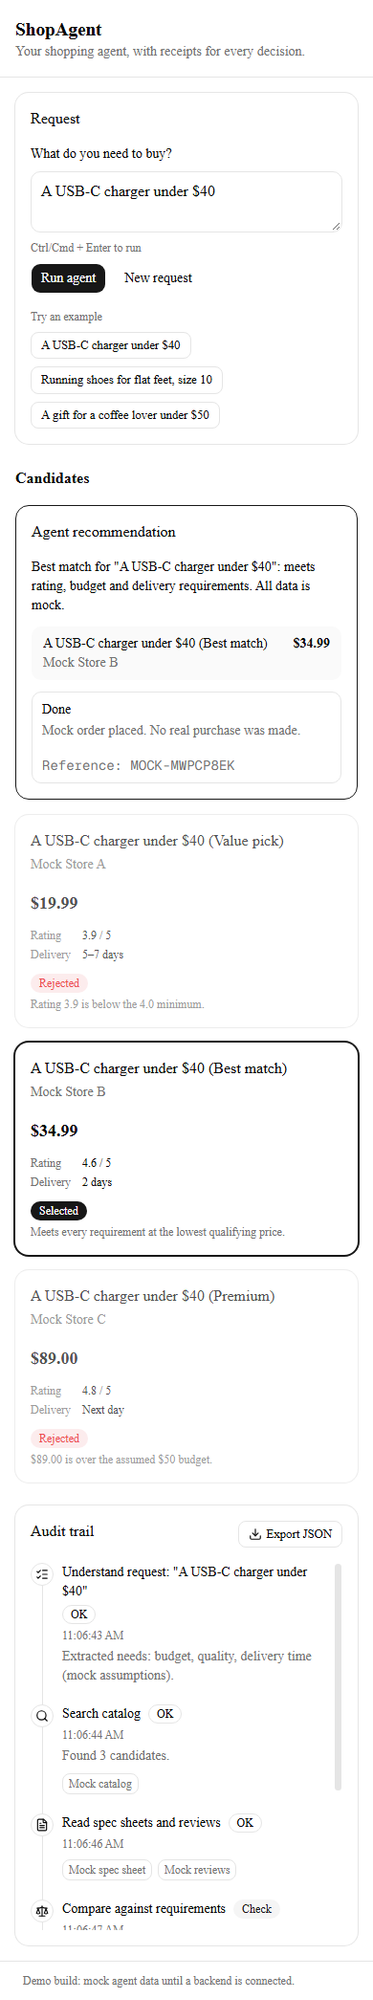 ShopAgent
Your shopping agent, with receipts for every decision.
Request
What do you need to buy?
A USB-C charger under $40
Ctrl/Cmd + Enter to run
Run agent New request
Try an example
A USB-C charger under $40
Running shoes for flat feet, size 10
A gift for a coffee lover under $50
Candidates
Agent recommendation
Best match for "A USB-C charger under $40": meets
rating, budget and delivery requirements. All data is
mock.
A USB-C charger under $40 (Best match) $34.99
Mock Store B
Done
Mock order placed. No real purchase was made.
Reference: MOCK-MWPCP8EK
A USB-C charger under $40 (Value pick)
Mock Store A
$19.99
Rating 3.9 / 5
Delivery 5–7 days
Rejected
Rating 3.9 is below the 4.0 minimum.
A USB-C charger under $40 (Best match)
Mock Store B
$34.99
Rating 4.6 / 5
Delivery 2 days
Selected
Meets every requirement at the lowest qualifying price.
A USB-C charger under $40 (Premium)
Mock Store C
$89.00
Rating 4.8 / 5
Delivery Next day
Rejected
$89.00 is over the assumed $50 budget.
Audit trail Export JSON
Understand request: "A USB-C charger under
$40"
OK
11:06:43 AM
Extracted needs: budget, quality, delivery time
(mock assumptions).
Search catalog OK
11:06:44 AM
Found 3 candidates.
Mock catalog
Read spec sheets and reviews OK
11:06:46 AM
Mock spec sheet Mock reviews
Compare against requirements Check
11:06:47 AM
Demo build: mock agent data until a backend is connected.